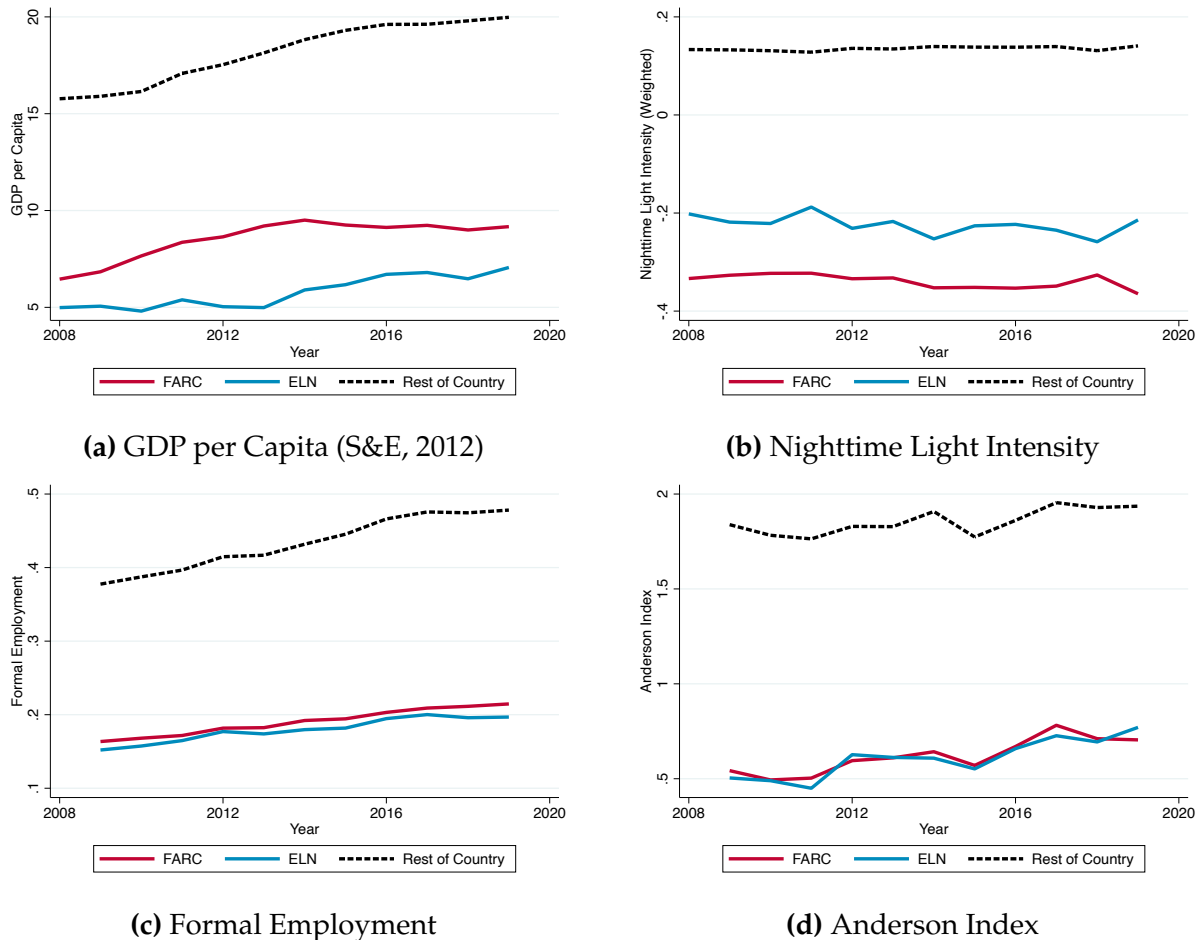 20
15
10
5
GDP per Capita
2008 2012 2016 2020
Year
FARC ELN Rest of Country
(a) GDP per Capita (S&E, 2012)
.2
0
-.2
-.4
Nighttime Light Intensity (Weighted)
2008 2012 2016 2020
Year
FARC ELN Rest of Country
(b) Nighttime Light Intensity
.5
.4
.3
.2
.1
Formal Employment
2008 2012 2016 2020
Year
FARC ELN Rest of Country
(c) Formal Employment
2
1.5
1
.5
Anderson Index
2008 2012 2016 2020
Year
FARC ELN Rest of Country
(d) Anderson Index